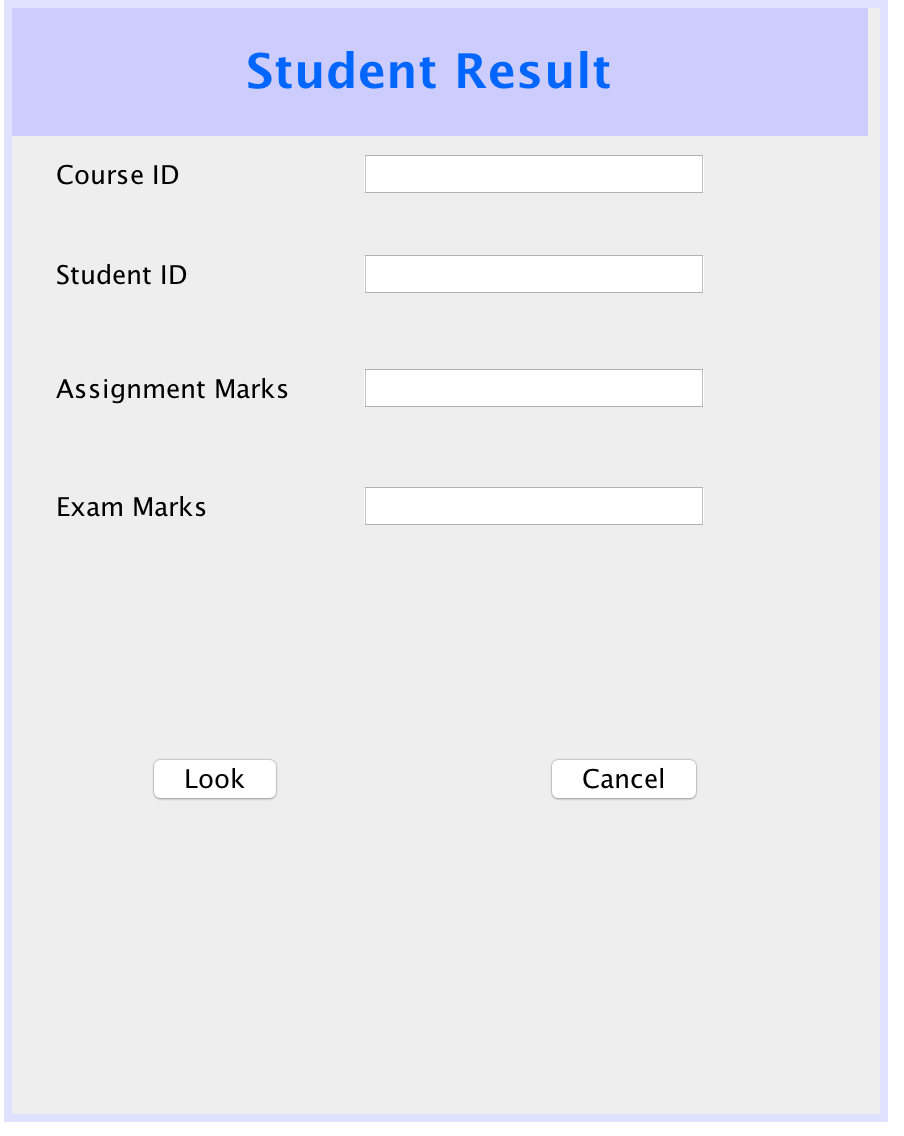 Student Result
Course ID
Student ID
Assignment Marks
Exam Marks
Look Cancel